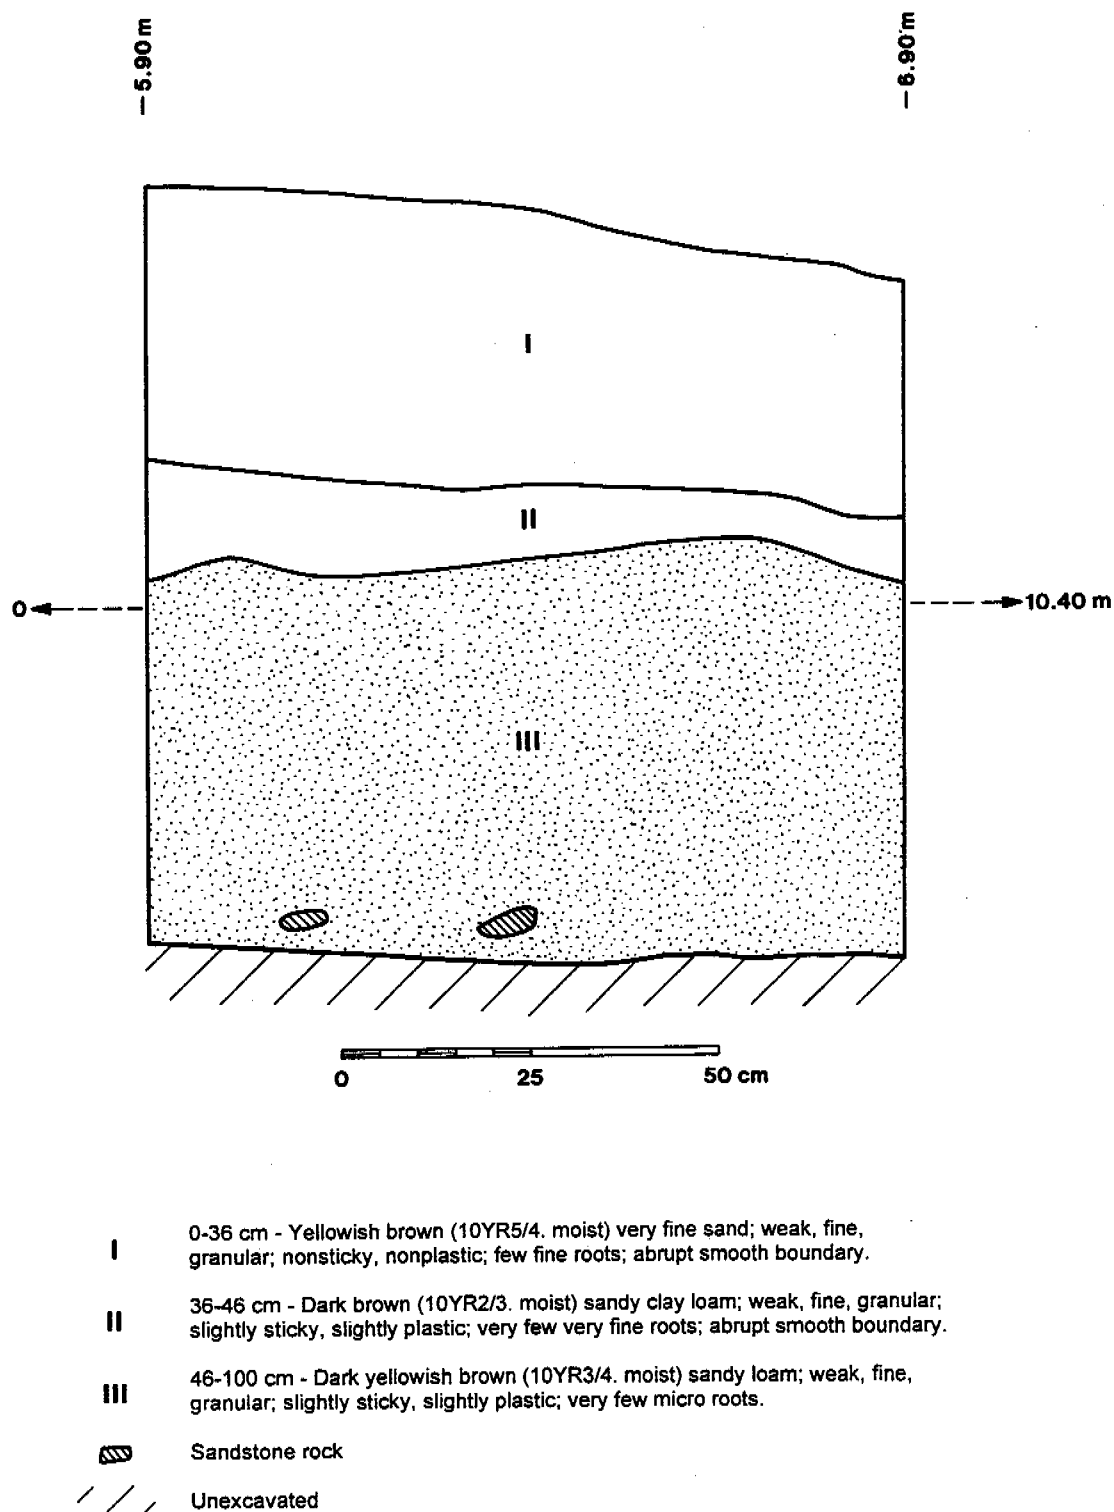 —5.90 m
—6.90 m
I
II
0
10.40 m
III
0 25 50 cm
I 0-36 cm - Yellowish brown (10YR5/4. moist) very fine sand; weak, fine,
granular; nonsticky, nonplastic; few fine roots; abrupt smooth boundary.
II 36-46 cm - Dark brown (10YR2/3. moist) sandy clay loam; weak, fine, granular;
slightly sticky, slightly plastic; very few very fine roots; abrupt smooth boundary.
III 46-100 cm - Dark yellowish brown (10YR3/4. moist) sandy loam; weak, fine,
granular; slightly sticky, slightly plastic; very few micro roots.
Sandstone rock
Unexcavated